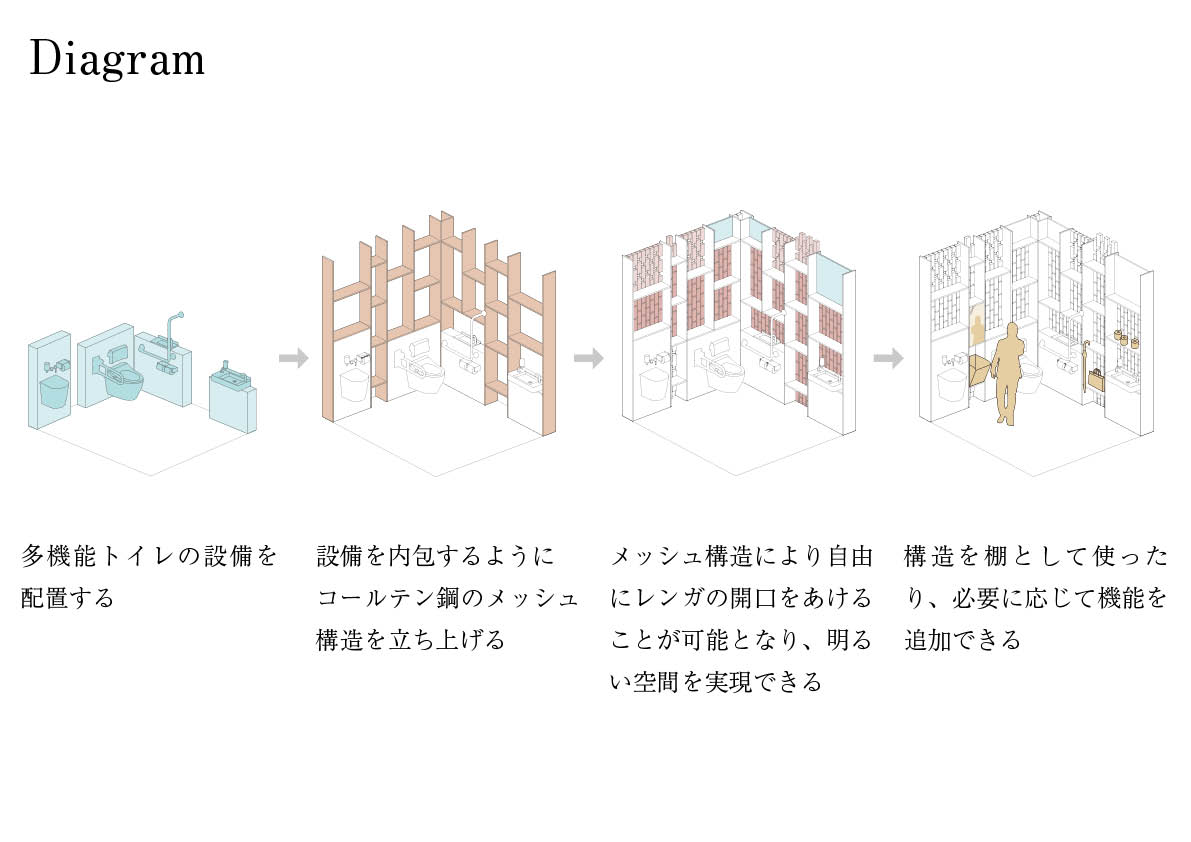 Diagram
多機能トイレの設備を
配置する
設備を内包するように
コールテン鋼のメッシュ
構造を立ち上げる
メッシュ構造により自由
にレンガの開口をあける
ことが可能となり、明る
い空間を実現できる
構造を棚として使った
り、必要に応じて機能を
追加できる